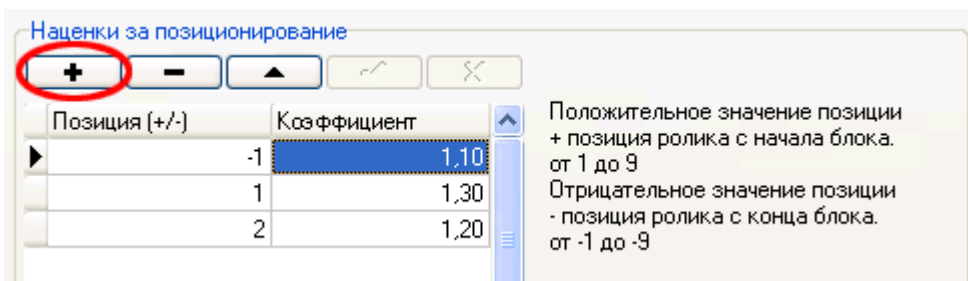 Наценки за позиционирование
Позиция (+/-) Коэффициент
-1 1,10
1 1,30
2 1,20
Положительное значение позиции
+ позиция ролика с начала блока.
от 1 до 9
Отрицательное значение позиции
- позиция ролика с конца блока.
от -1 до -9